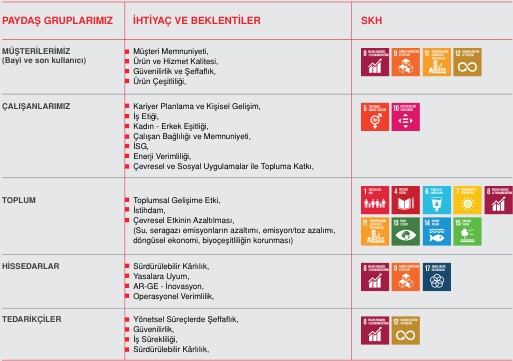 PAYDAŞ GRUPLARIMIZ
İHTİYAÇ VE BEKLENTİLER
SKH
MÜŞTERİLERİMİZ
(Bayi ve son kullanıcı)
Müşteri Memnuniyeti,
Ürün ve Hizmet Kalitesi,
Güvenilirlik ve Şeffaflık,
Ürün Çeşitliliği,
8
9
11
12
ÇALIŞANLARIMIZ
Kariyer Planlama ve Kişisel Gelişim,
İş Etiği,
Kadın - Erkek Eşitliği,
Çalışan Bağlılığı ve Memnuniyeti,
İSG,
Enerji Verimliliği,
Çevresel ve Sosyal Uygulamalar ile Topluma Katkı,
5
10
TOPLUM
Toplumsal Gelişime Etki,
İstihdam,
Çevresel Etkinin Azaltılması,
(Su, seragazı emisyonların azaltımı, emisyon/toz azalımı,
döngüsel ekonomi, biyoçeşitliliğin korunması)
1
4
6
7
8
11
13
14
15
HİSSEDARLAR
Sürdürülebilir Kârlılık,
Yasalara Uyum,
AR-GE - İnovasyon,
Operasyonel Verimlilik,
8
9
17
TEDARİKÇİLER
Yönetsel Süreçlerde Şeffaflık,
Güvenilirlik,
İş Sürekliliği,
Sürdürülebilir Kârlılık,
8
12